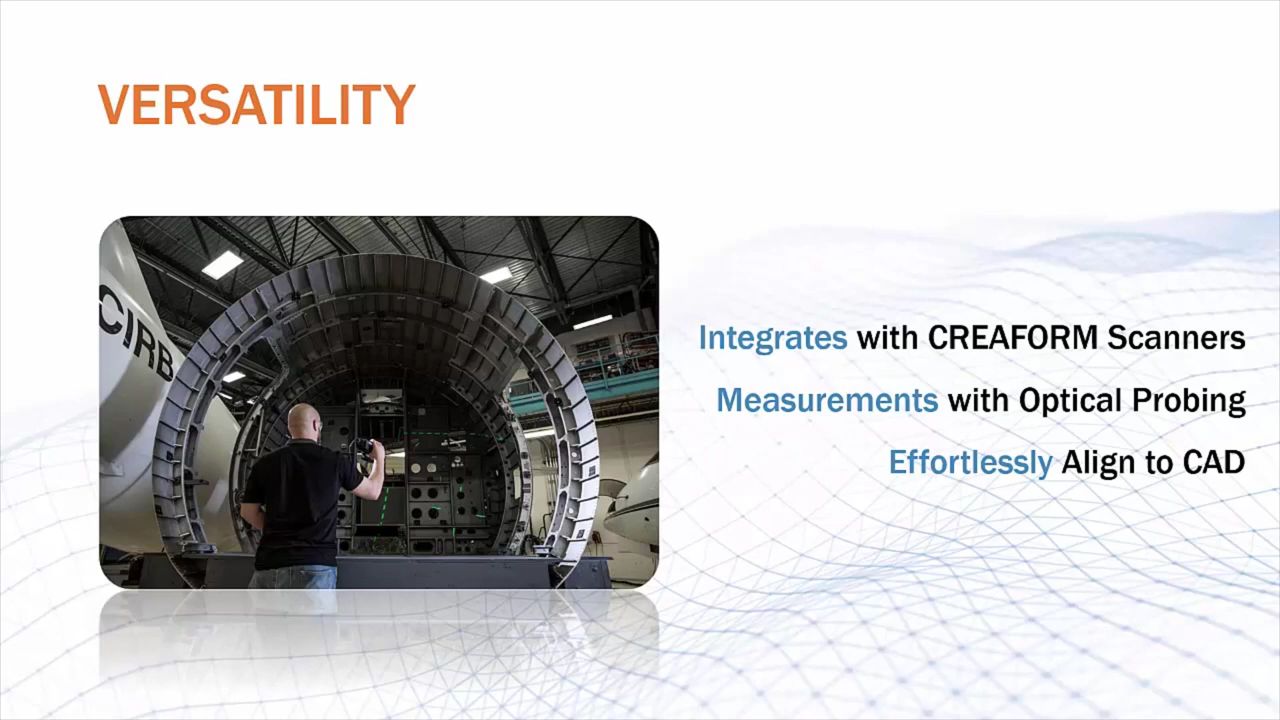 VERSATILITY
CIRB
Integrates with CREAFORM Scanners
Measurements with Optical Probing
Effortlessly Align to CAD